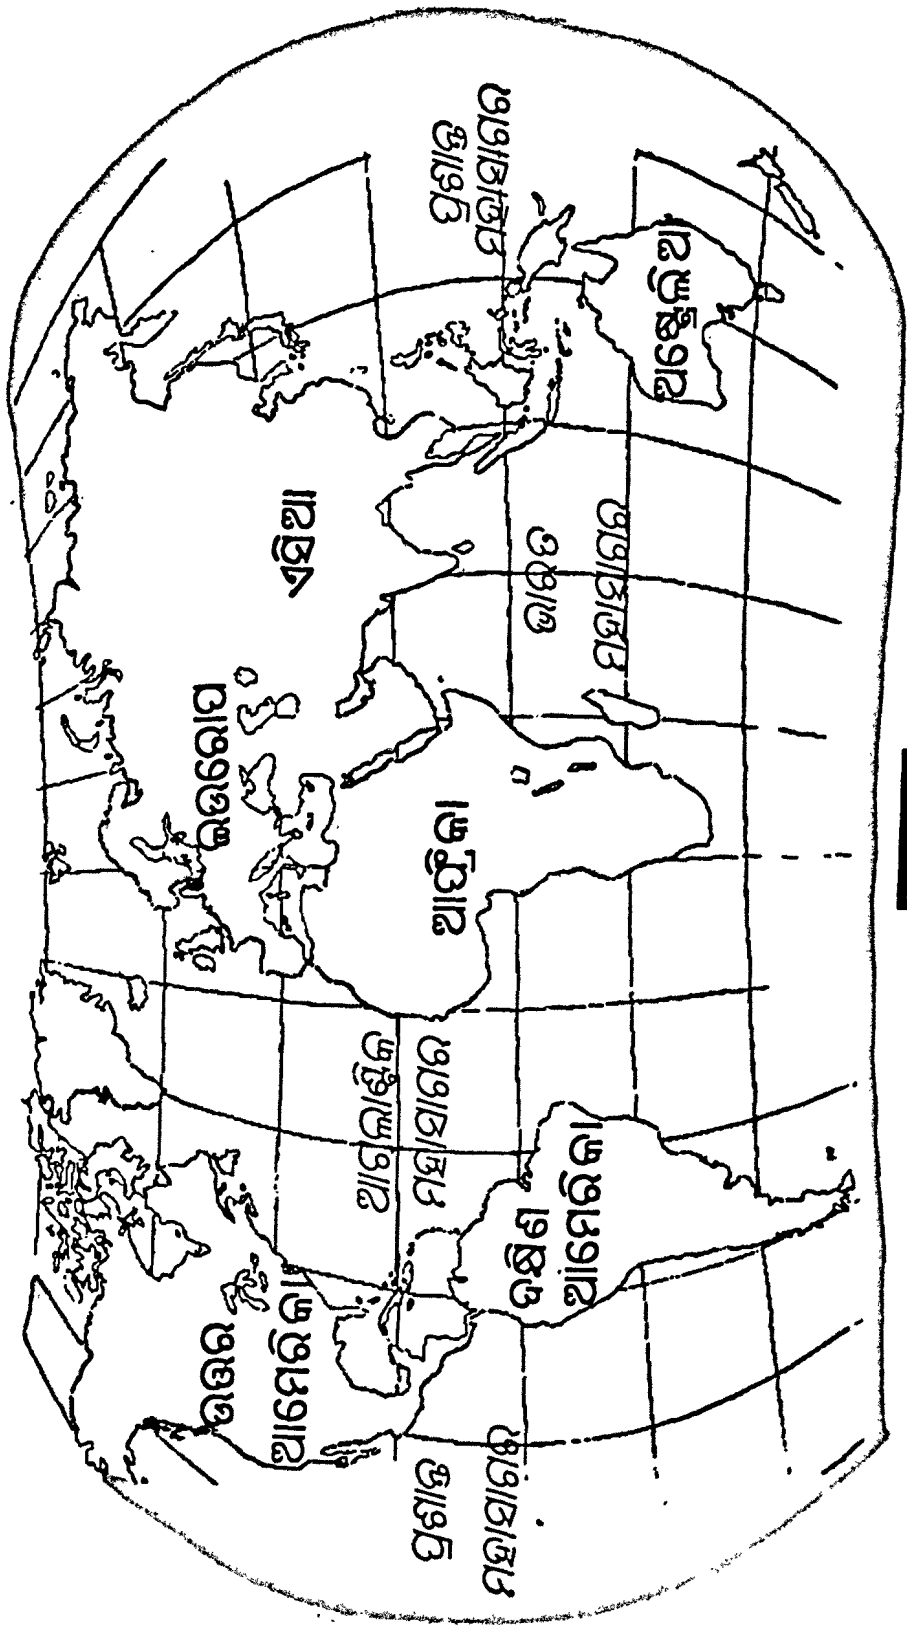 ଉତ୍ତର
ଆମେରିକା
ପ୍ରଶାନ୍ତ
ମହାସାଗର
ଆଟଲାଣ୍ଟିକ
ମହାସାଗର
ଦକ୍ଷିଣ
ଆମେରିକା
ଇଉରୋପ
ଆଫ୍ରିକା
ଏସିଆ
ଭାରତ
ମହାସାଗର
ପ୍ରଶାନ୍ତ
ମହାସାଗର
ଅଷ୍ଟ୍ରେଲିଆ